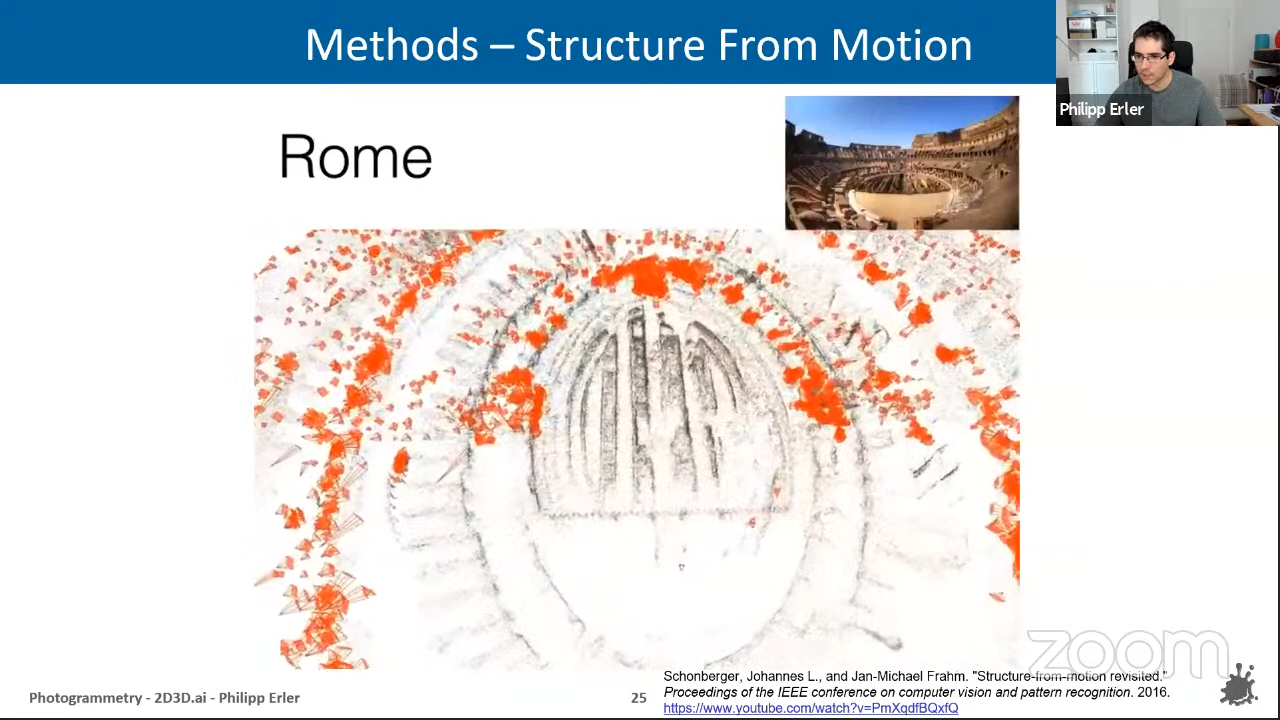 Methods – Structure From Motion
Philipp Erler
Rome
zoom
Schonberger, Johannes L., and Jan-Michael Frahm. "Structure-from-motion revisited."
Proceedings of the IEEE conference on computer vision and pattern recognition. 2016.
https://www.youtube.com/watch?v=PmXqdfBQxfQ
Photogrammetry - 2D3D.ai - Philipp Erler
25